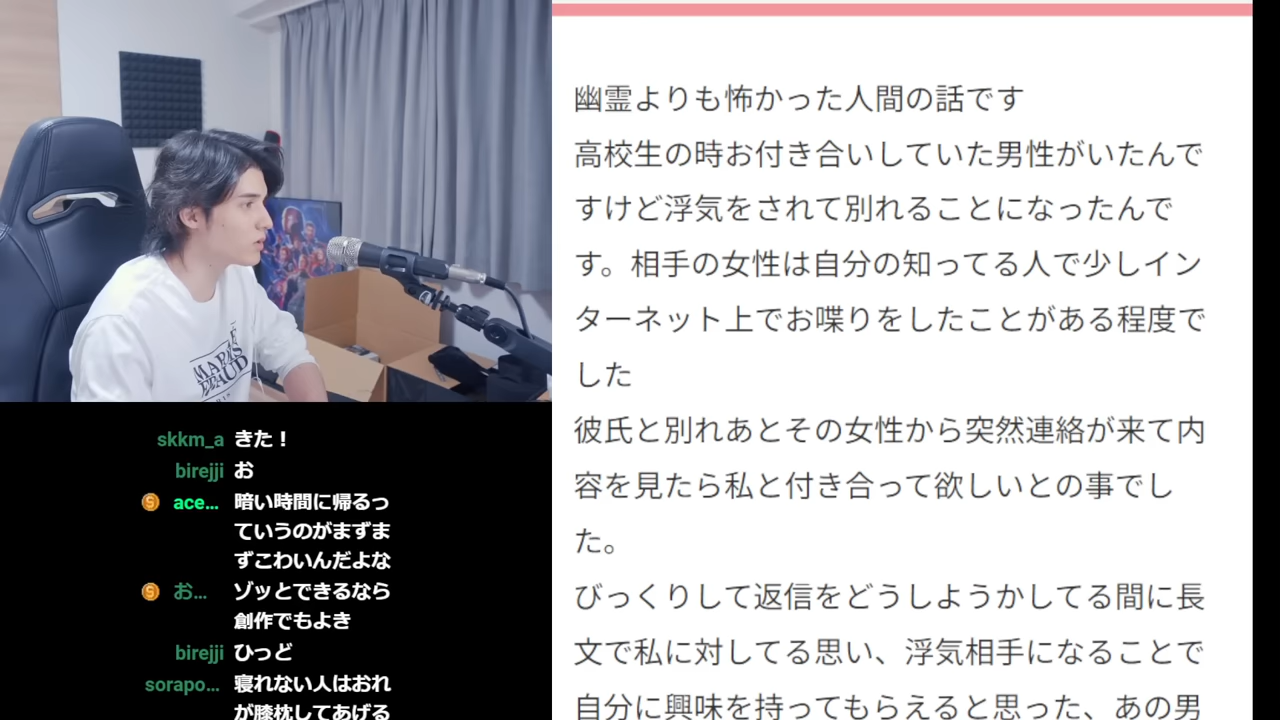 幽霊よりも怖かった人間の話です
高校生の時お付き合いしていた男性がいたんで
すけど浮気をされて別れることになったんで
す。相手の女性は自分の知ってる人で少しイン
ターネット上でお喋りをしたことがある程度で
した
彼氏と別れあとその女性から突然連絡が来て内
容を見たら私と付き合って欲しいとの事でし
た。
びっくりして返信をどうしようかしてる間に長
文で私に対してる思い、浮気相手になることで
自分に興味を持ってもらえると思った、あの男
skkm_a きた！
birejji お
ace... 暗い時間に帰るっ
ていうのがまずま
ずこわいんだよな
お... ゾッとできるなら
創作でもよき
birejji ひっど
sorapo... 寝れない人はおれ
が膝枕してあげる